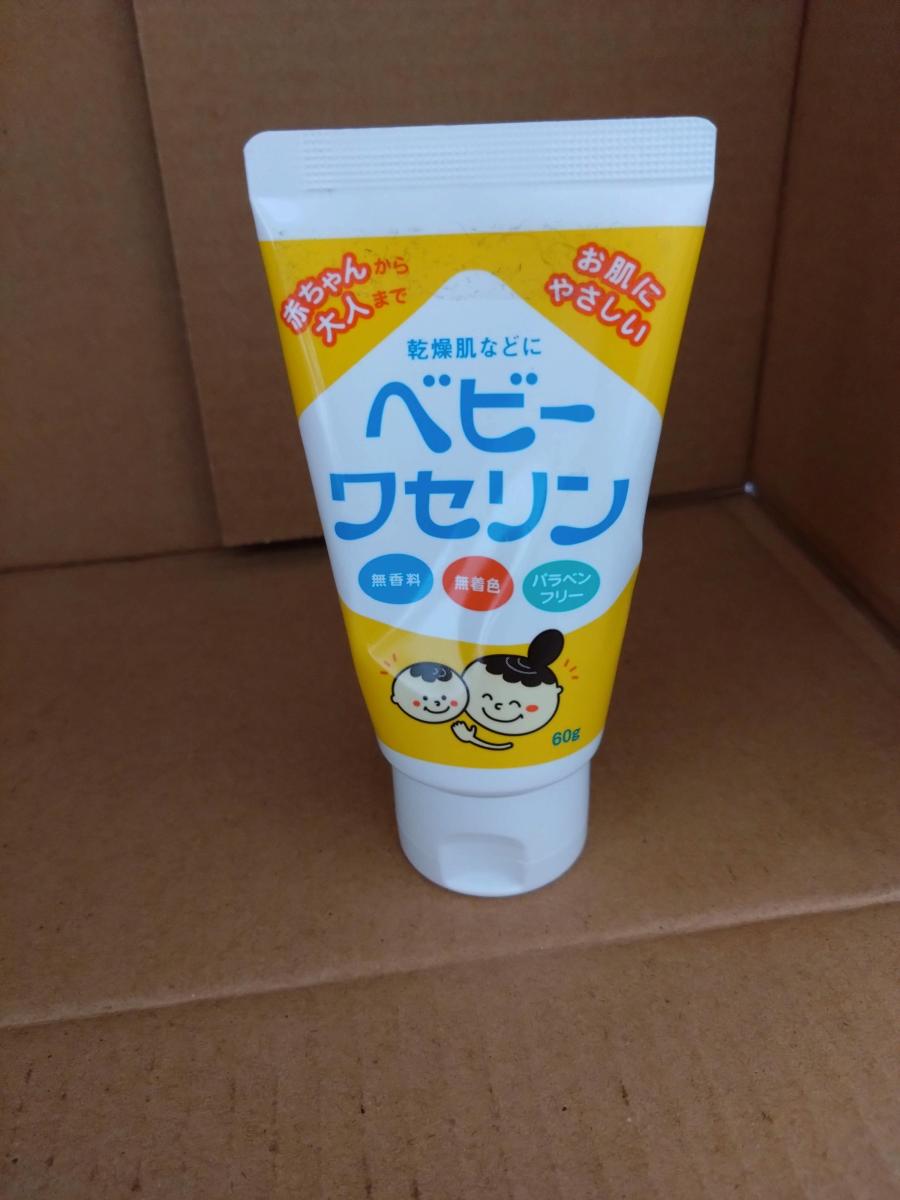 赤ちゃんから
大人まで
お肌に
やさしい
乾燥肌などに
ベビー
ワセリン
無香料
無着色
パラベン
フリー
60g